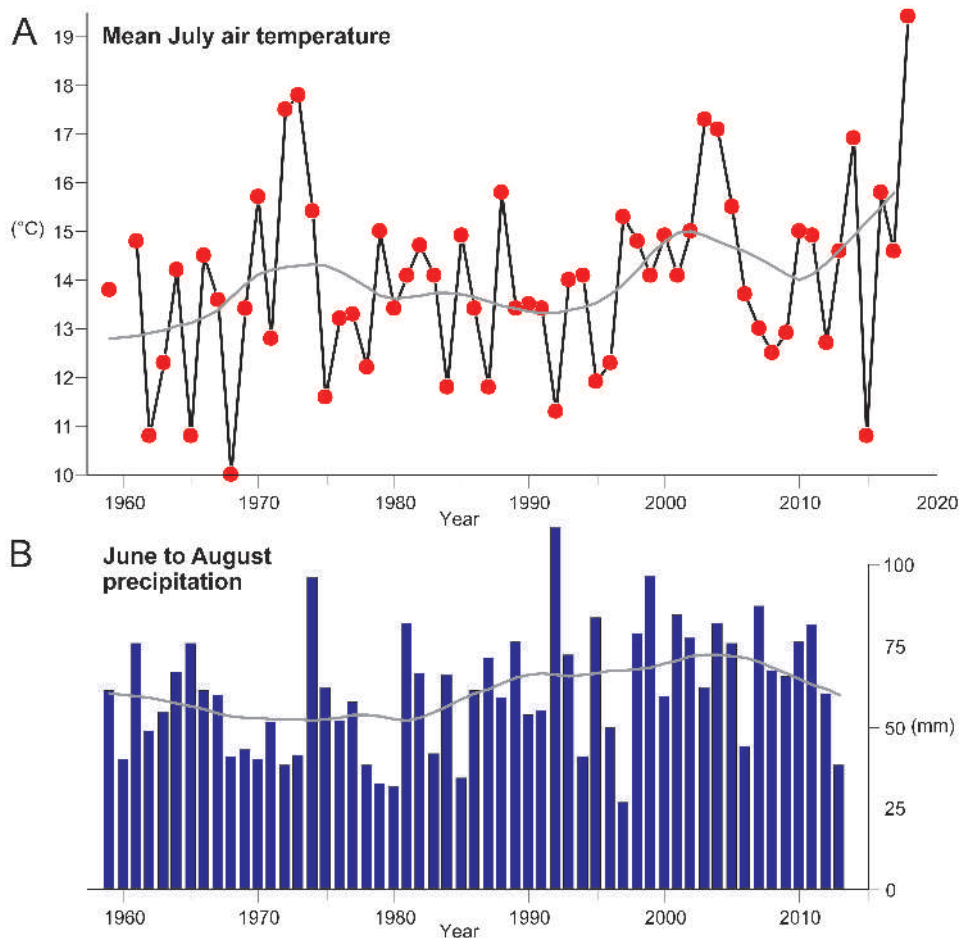 A
Mean July air temperature
19
18
17
16
(°C)
15
14
13
12
11
10
1960 1970 1980 1990 2000 2010 2020
Year
B
June to August
precipitation
100
75
50 (mm)
25
0
1960 1970 1980 1990 2000 2010
Year